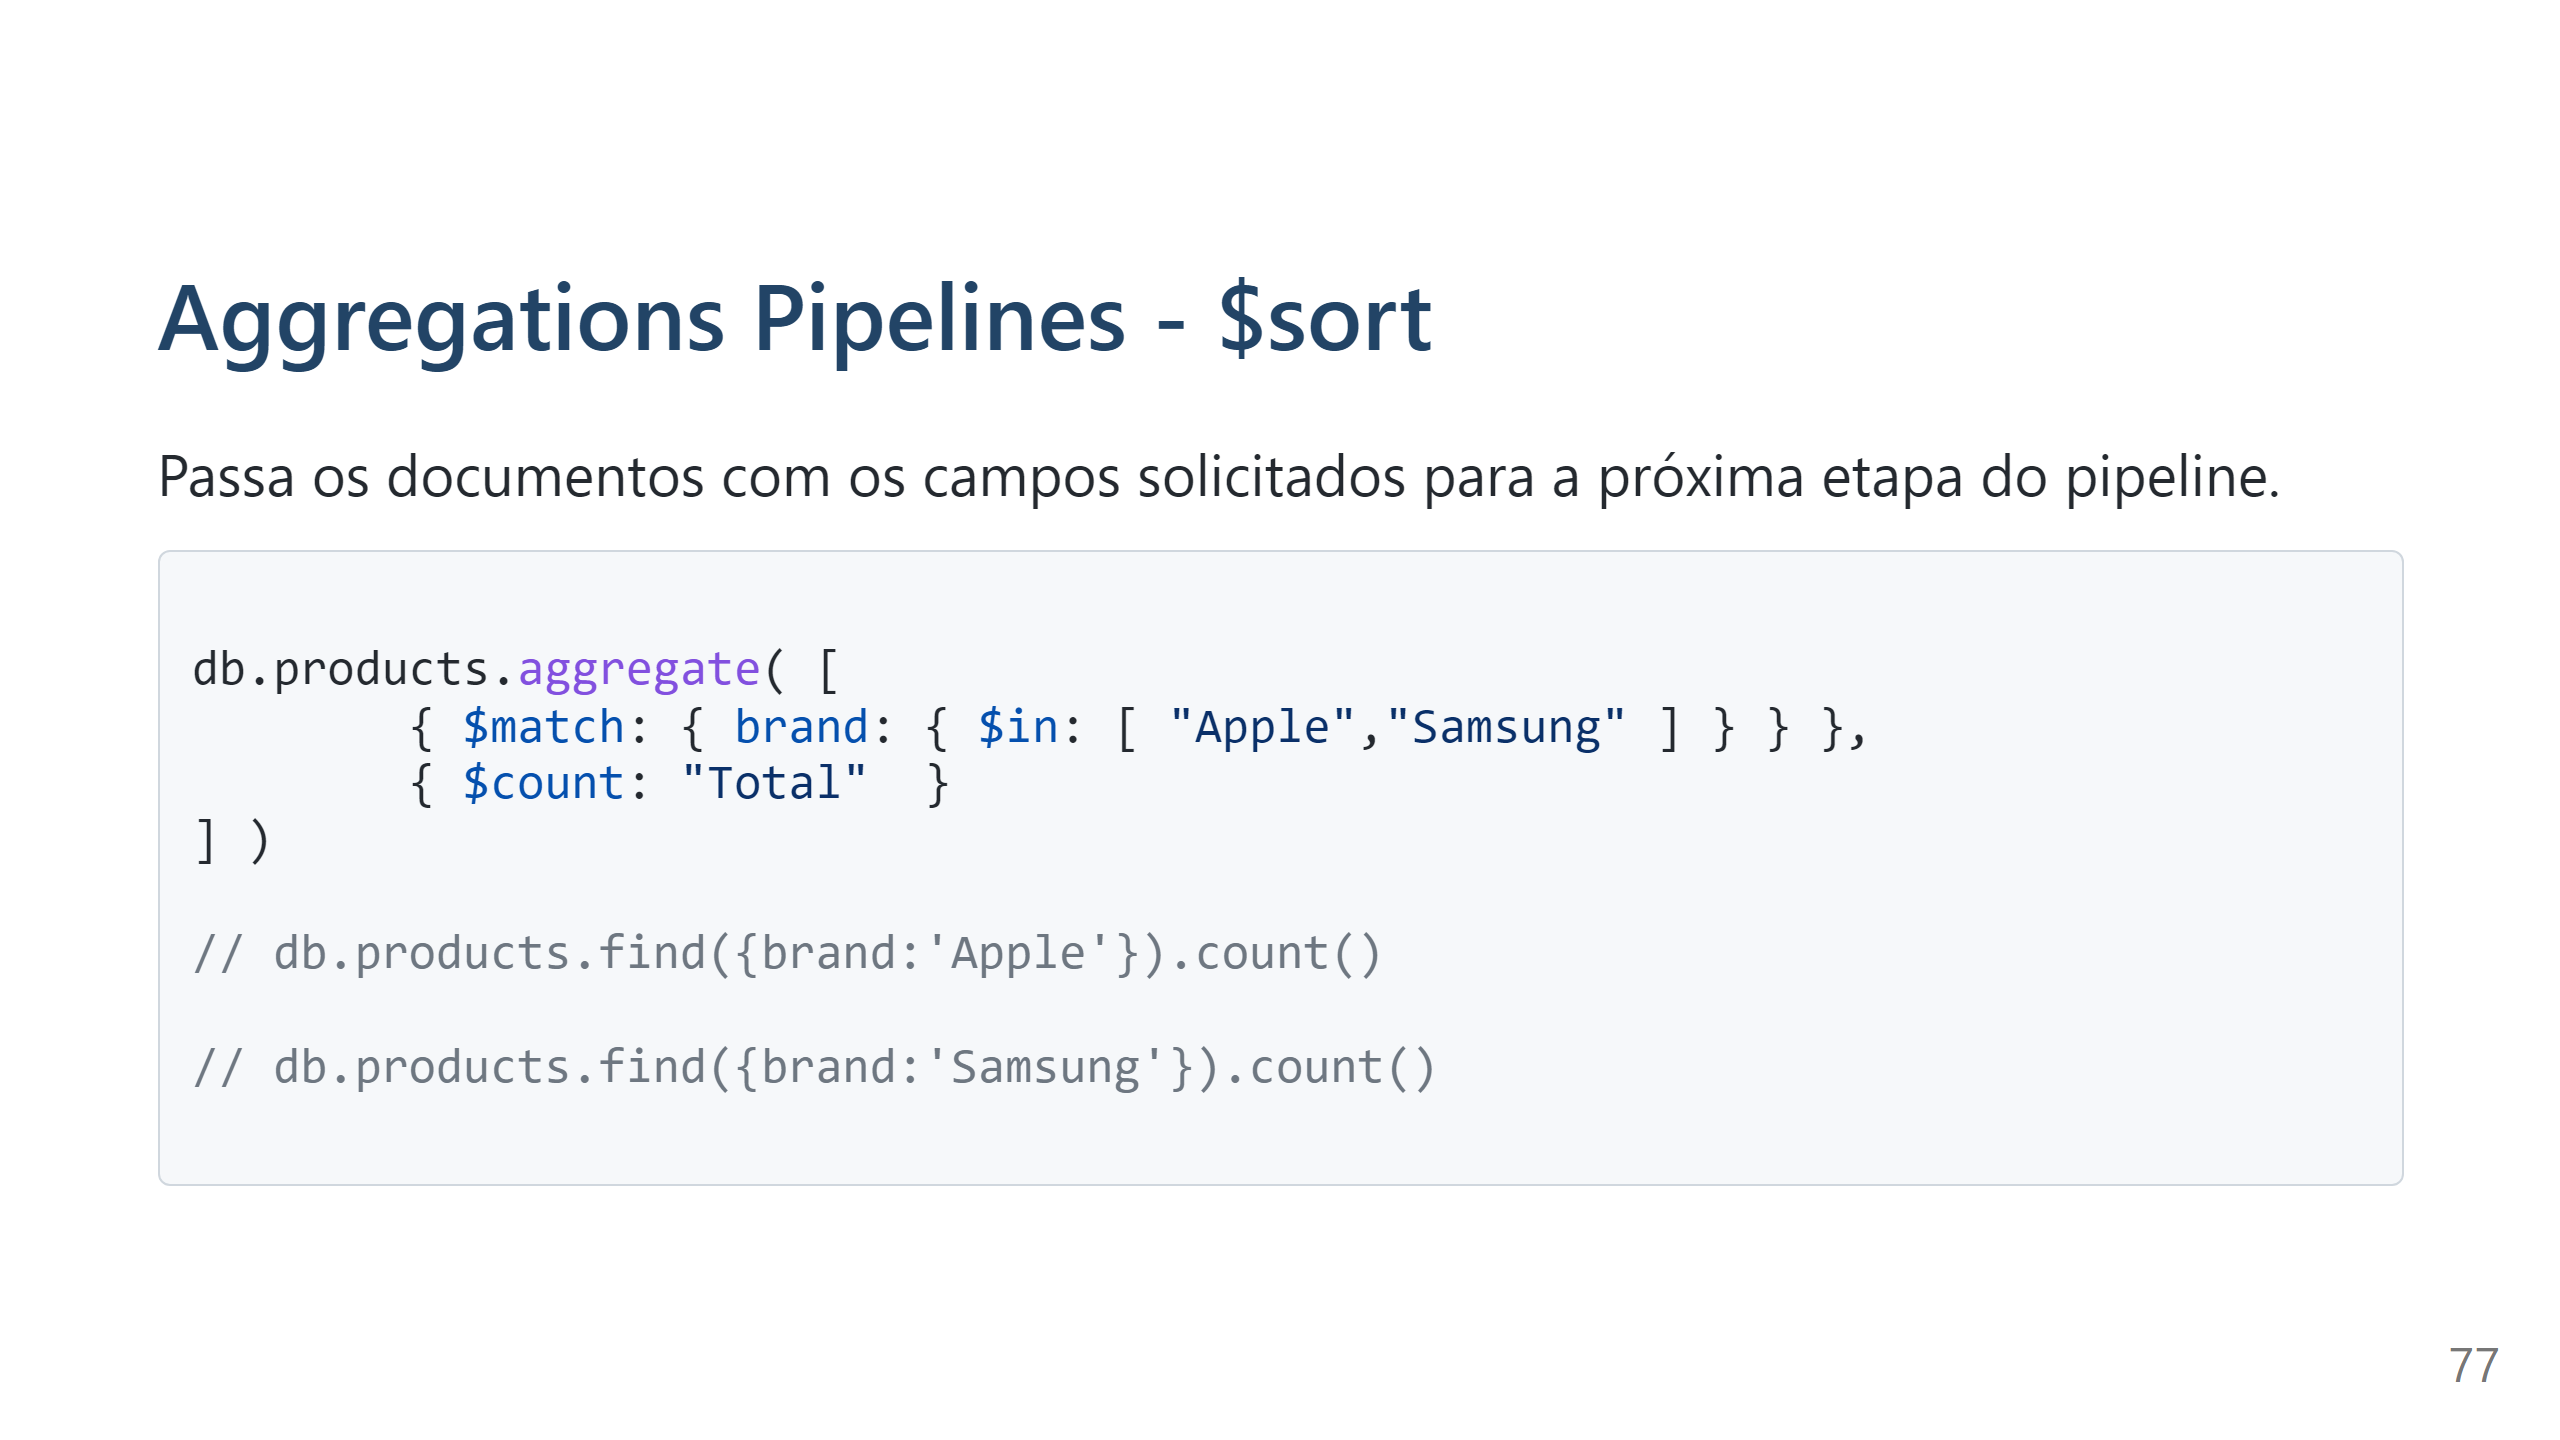 Aggregations Pipelines - $sort
Passa os documentos com os campos solicitados para a próxima etapa do pipeline.
db.products.aggregate( [
        { $match: { brand: { $in: [ "Apple","Samsung" ] } } },
        { $count: "Total"  }
] )
// db.products.find({brand:'Apple'}).count()
// db.products.find({brand:'Samsung'}).count()
77